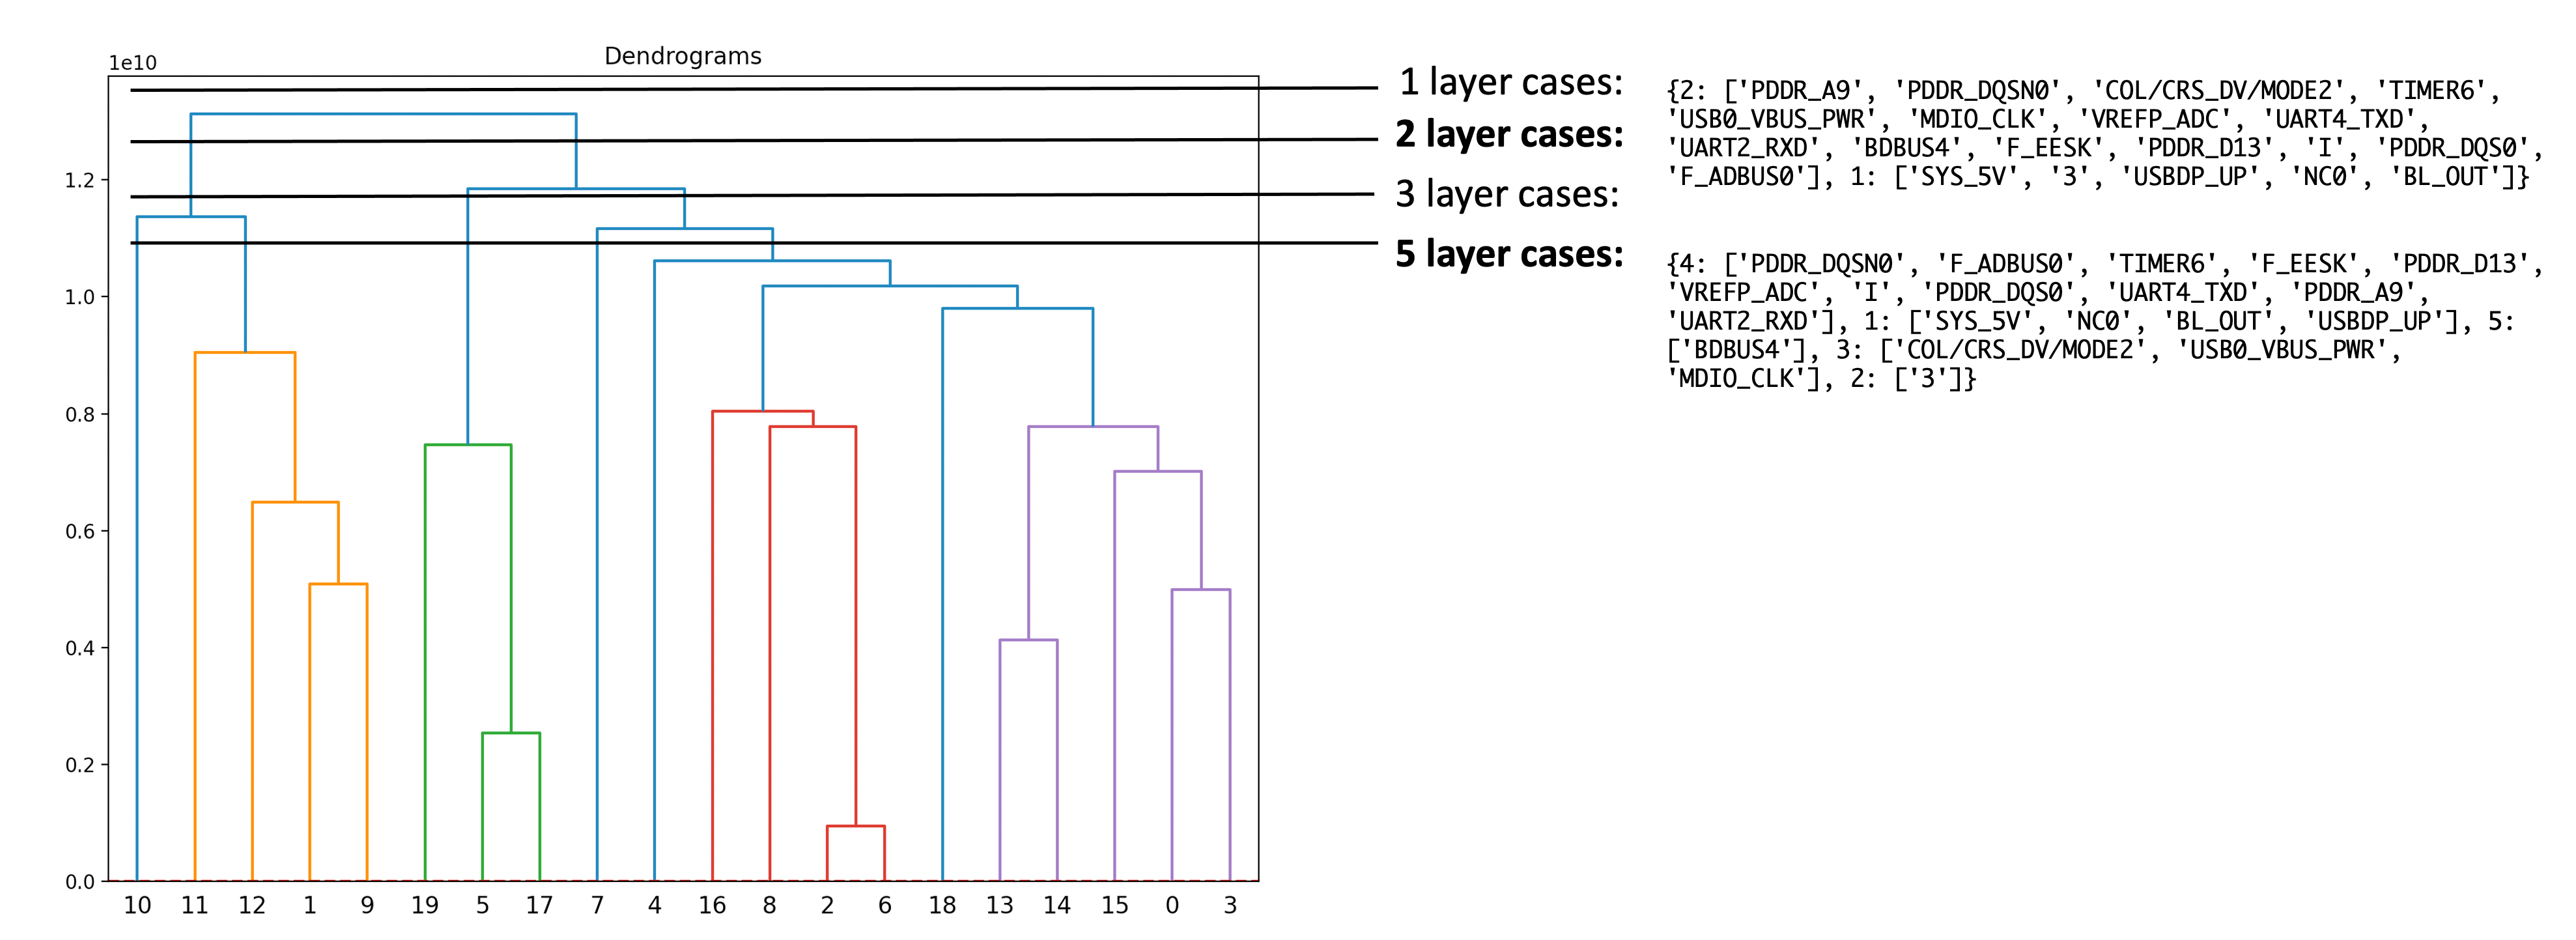 Dendrograms
1e10
1.2
1.0
0.8
0.6
0.4
0.2
0.0
10 11 12 1 9 19 5 17 7 4 16 8 2 6 18 13 14 15 0 3
1 layer cases:
2 layer cases:
3 layer cases:
5 layer cases:
{2: ['PDDR_A9', 'PDDR_DQSN0', 'COL/CRS_DV/MODE2', 'TIMER6',
'USB0_VBUS_PWR', 'MDIO_CLK', 'VREFP_ADC', 'UART4_TXD',
'UART2_RXD', 'BDBUS4', 'F_EESK', 'PDDR_D13', 'I', 'PDDR_DQS0',
'F_ADBUS0'], 1: ['SYS_5V', '3', 'USBDP_UP', 'NC0', 'BL_OUT']}
{4: ['PDDR_DQSN0', 'F_ADBUS0', 'TIMER6', 'F_EESK', 'PDDR_D13',
'VREFP_ADC', 'I', 'PDDR_DQS0', 'UART4_TXD', 'PDDR_A9',
'UART2_RXD'], 1: ['SYS_5V', 'NC0', 'BL_OUT', 'USBDP_UP'], 5:
['BDBUS4'], 3: ['COL/CRS_DV/MODE2', 'USB0_VBUS_PWR',
'MDIO_CLK'], 2: ['3']}